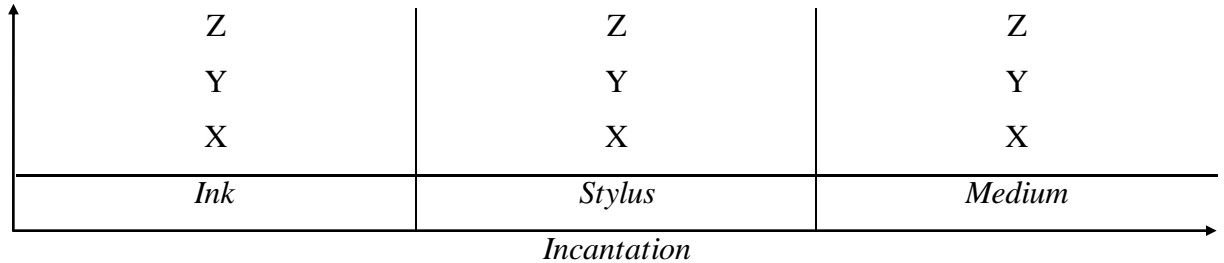 Z Z Z
Y Y Y
X X X
Ink Stylus Medium
Incantation